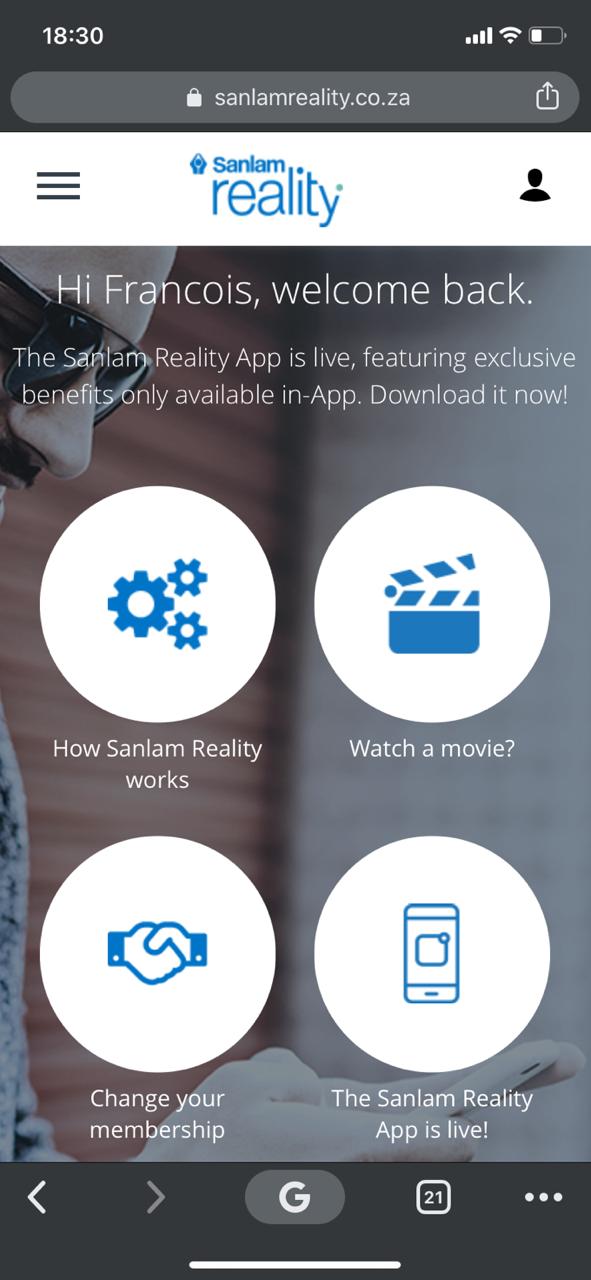 18:30
sanlamreality.co.za
Sanlam
reality
Hi Francois, welcome back.
The Sanlam Reality App is live, featuring exclusive
benefits only available in-App. Download it now!
How Sanlam Reality
works
Watch a movie?
Change your
membership
The Sanlam Reality
App is live!
G
21